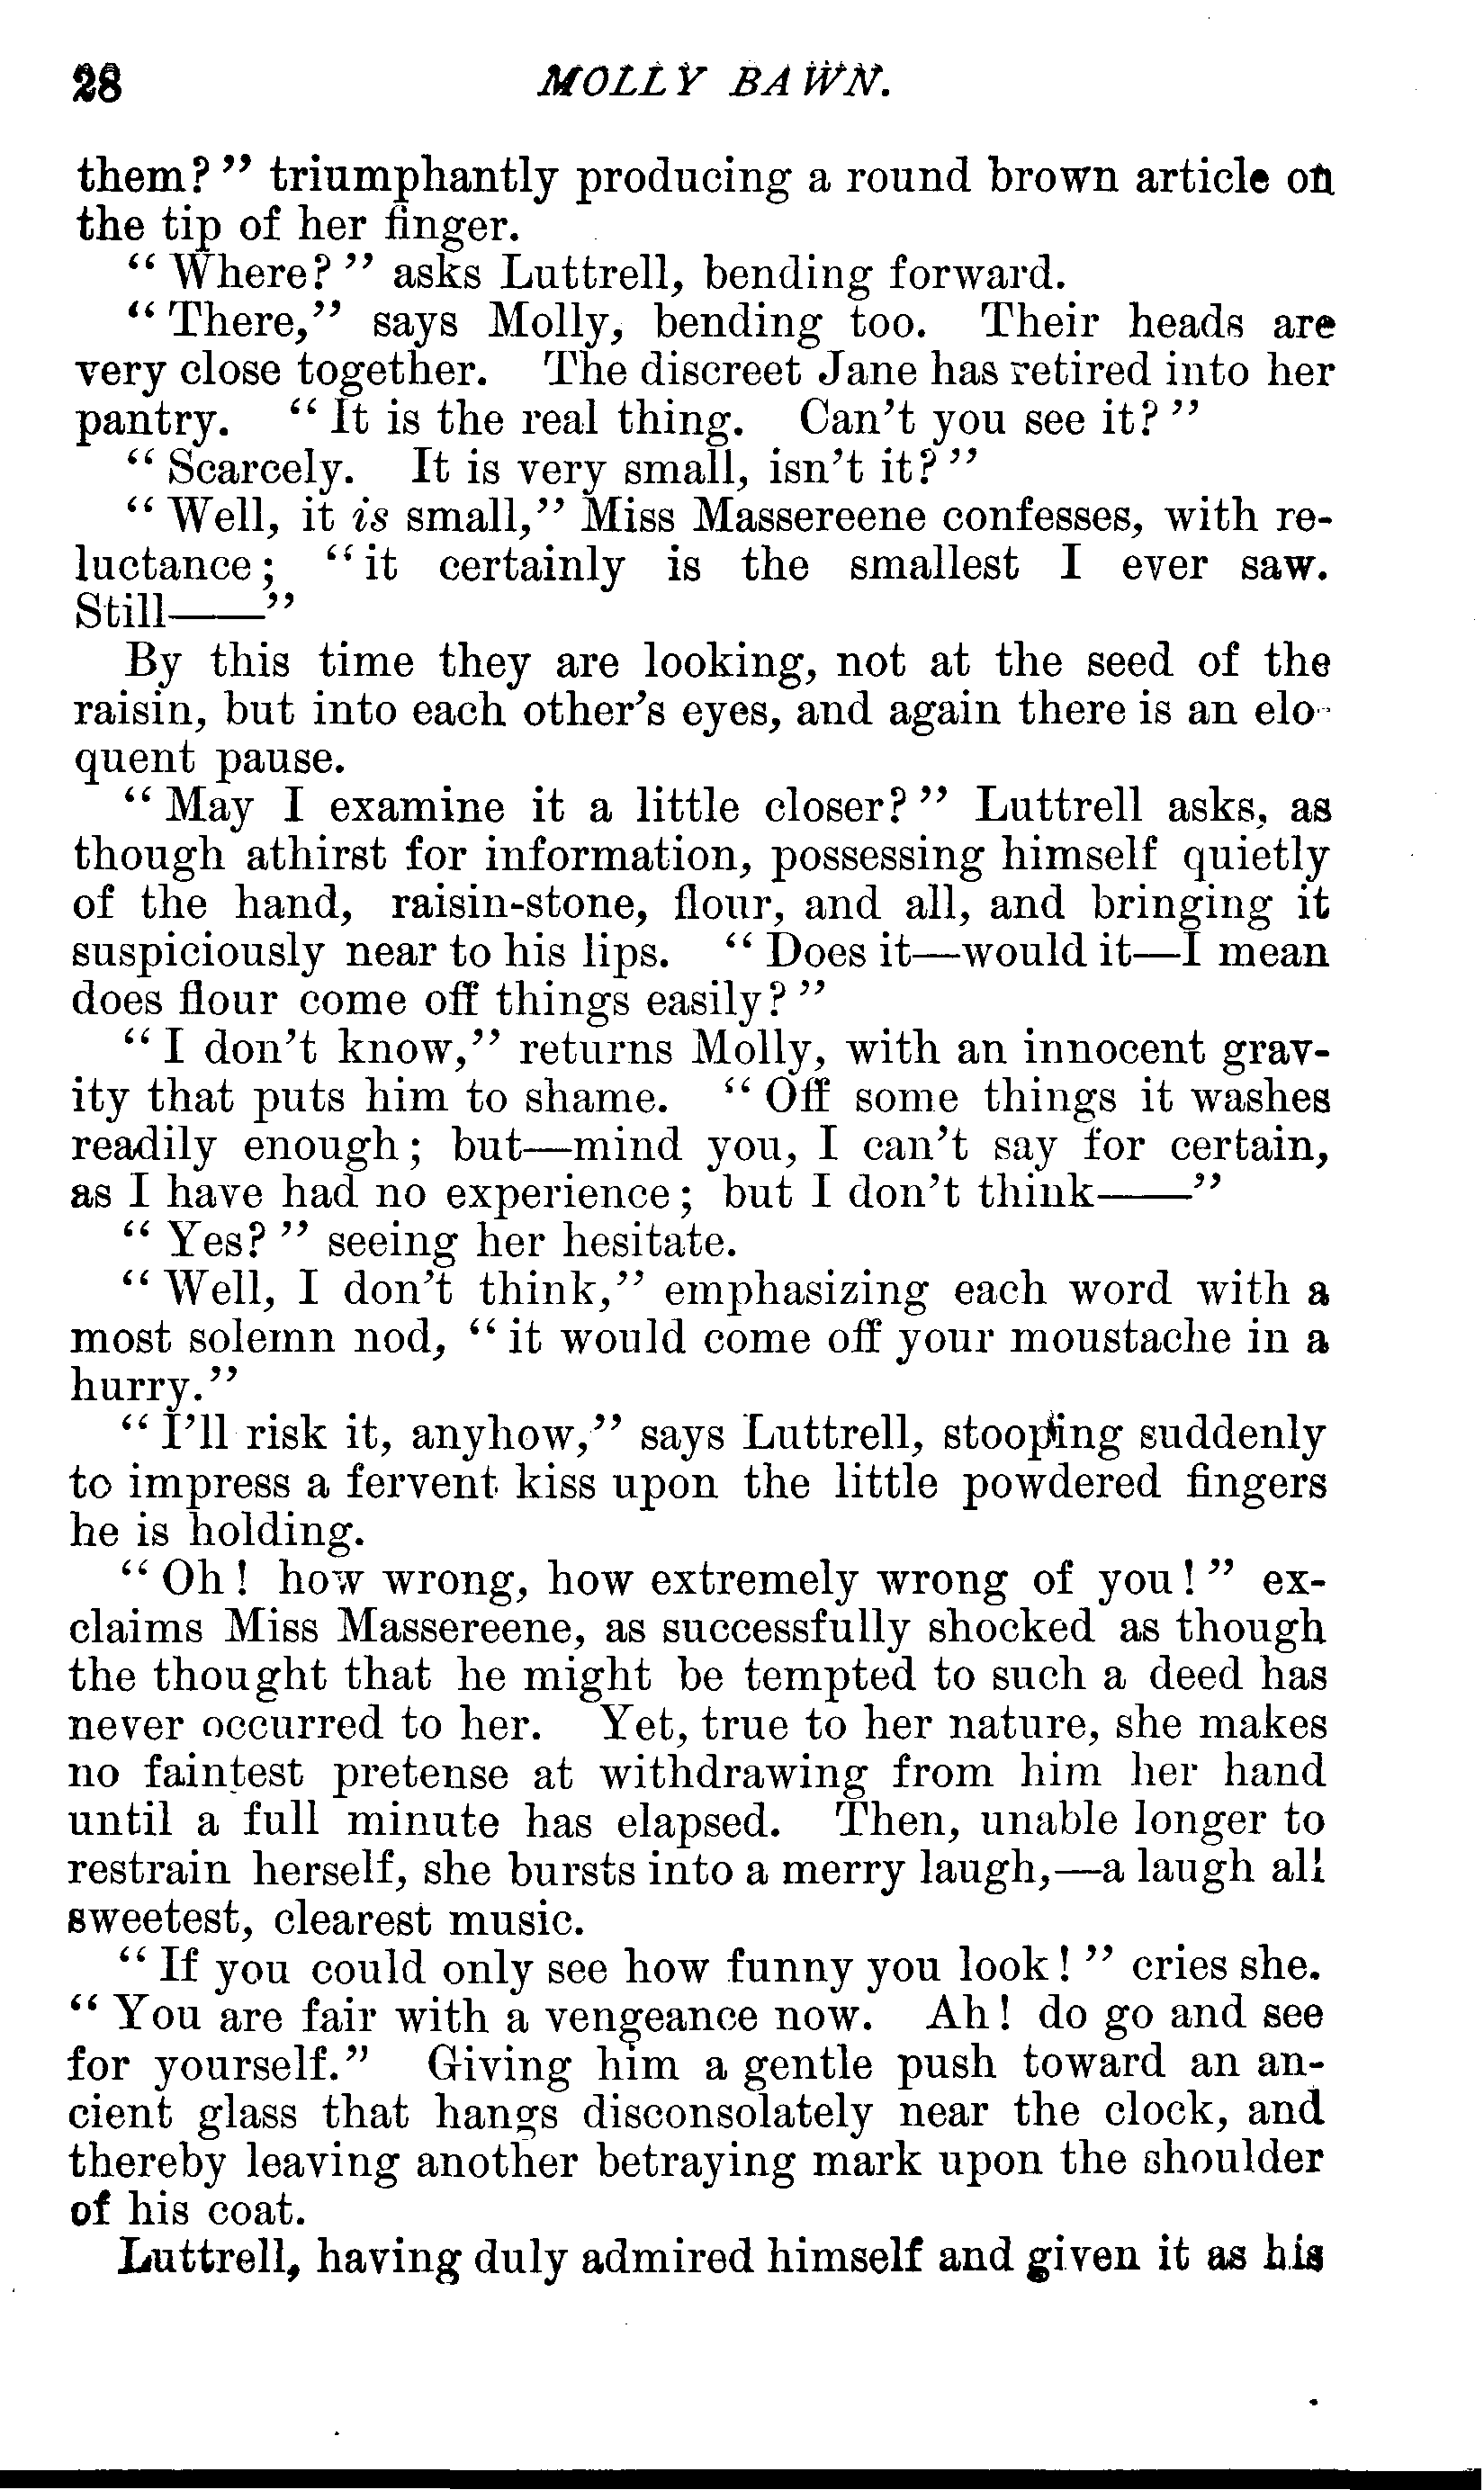 28 MOLLY BAWN.
them?" triumphantly producing a round brown article on
the tip of her finger.
"Where?" asks Luttrell, bending forward.
"There," says Molly, bending too. Their heads are
very close together. The discreet Jane has retired into her
pantry. "It is the real thing. Can't you see it?"
"Scarcely. It is very small, isn't it?"
"Well, it is small," Miss Massereene confesses, with re-
luctance; "it certainly is the smallest I ever saw.
Still——"
By this time they are looking, not at the seed of the
raisin, but into each other's eyes, and again there is an elo-
quent pause.
"May I examine it a little closer?" Luttrell asks, as
though athirst for information, possessing himself quietly
of the hand, raisin-stone, flour, and all, and bringing it
suspiciously near to his lips. "Does it—would it—I mean
does flour come off things easily?"
"I don't know," returns Molly, with an innocent grav-
ity that puts him to shame. "Off some things it washes
readily enough; but—mind you, I can't say for certain,
as I have had no experience; but I don't think——"
"Yes?" seeing her hesitate.
"Well, I don't think," emphasizing each word with a
most solemn nod, "it would come off your moustache in a
hurry."
"I'll risk it, anyhow," says Luttrell, stooping suddenly
to impress a fervent kiss upon the little powdered fingers
he is holding.
"Oh! how wrong, how extremely wrong of you!" ex-
claims Miss Massereene, as successfully shocked as though
the thought that he might be tempted to such a deed has
never occurred to her. Yet, true to her nature, she makes
no faintest pretense at withdrawing from him her hand
until a full minute has elapsed. Then, unable longer to
restrain herself, she bursts into a merry laugh,—a laugh all
sweetest, clearest music.
"If you could only see how funny you look!" cries she.
"You are fair with a vengeance now. Ah! do go and see
for yourself." Giving him a gentle push toward an an-
cient glass that hangs disconsolately near the clock, and
thereby leaving another betraying mark upon the shoulder
of his coat.
Luttrell, having duly admired himself and given it as his